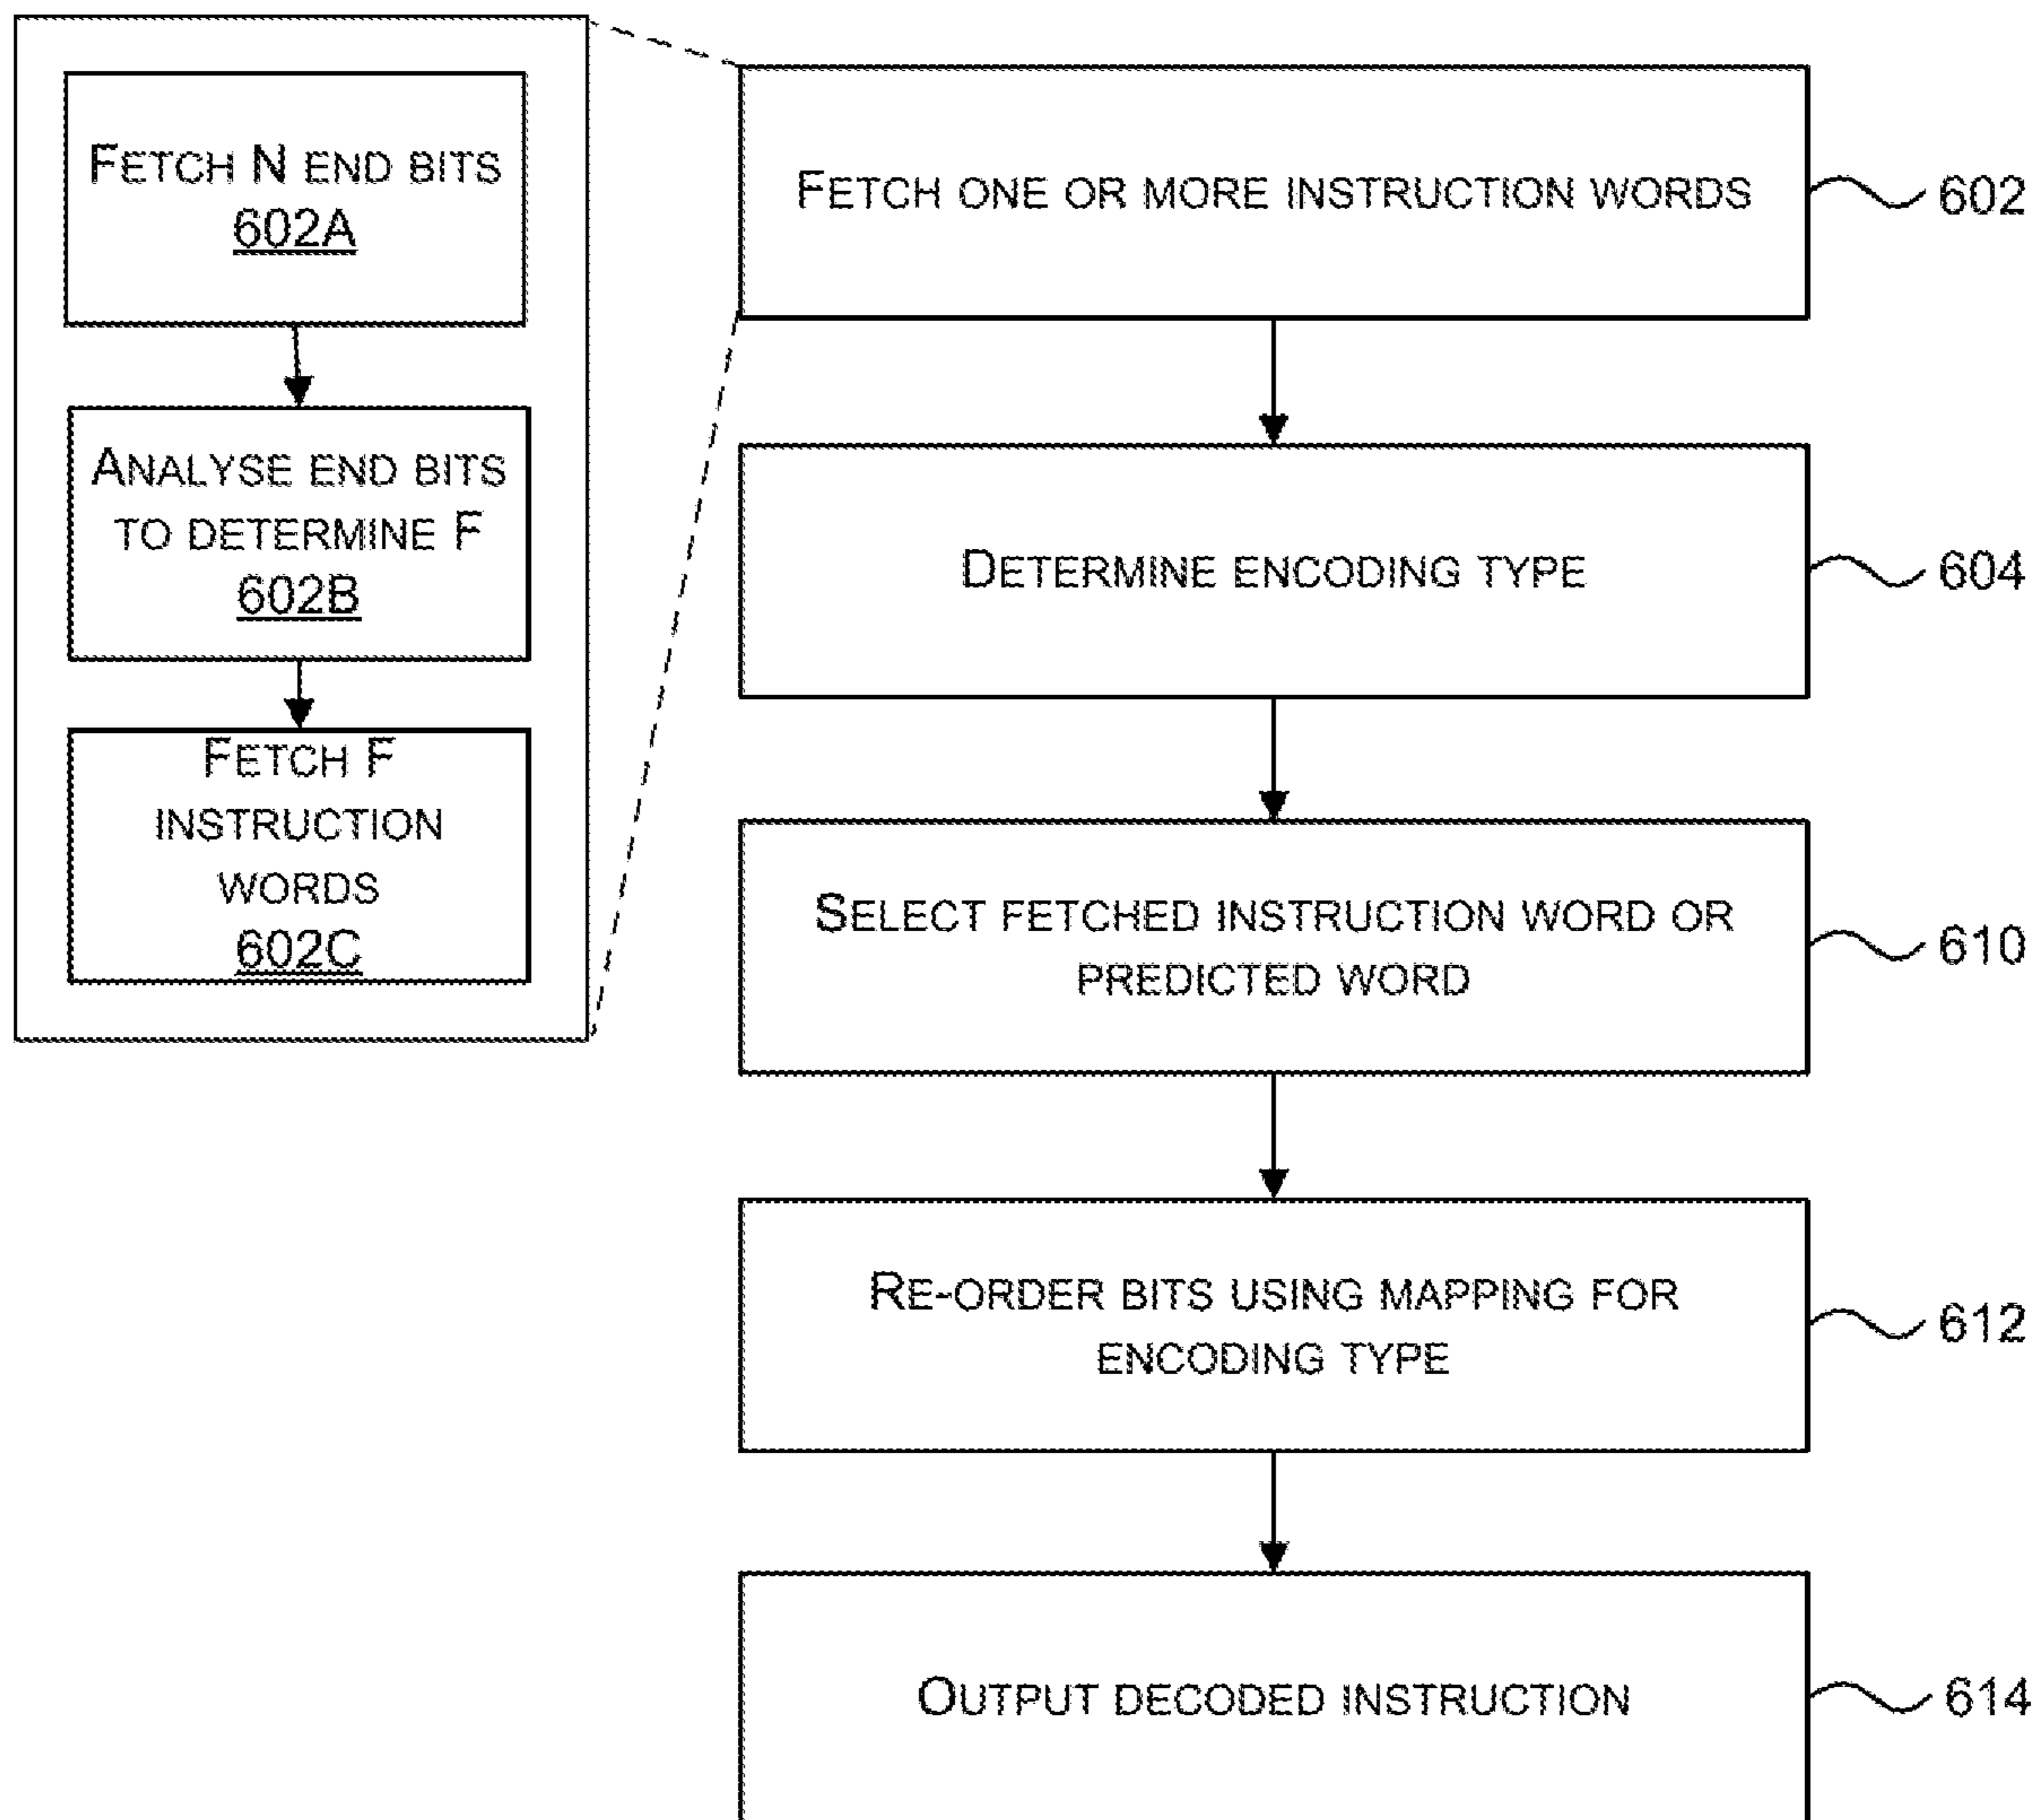 FETCH N END BITS
602A
ANALYSE END BITS
TO DETERMINE F
602B
FETCH F
INSTRUCTION
WORDS
602C
FETCH ONE OR MORE INSTRUCTION WORDS
602
DETERMINE ENCODING TYPE
604
SELECT FETCHED INSTRUCTION WORD OR
PREDICTED WORD
610
RE-ORDER BITS USING MAPPING FOR
ENCODING TYPE
612
OUTPUT DECODED INSTRUCTION
614